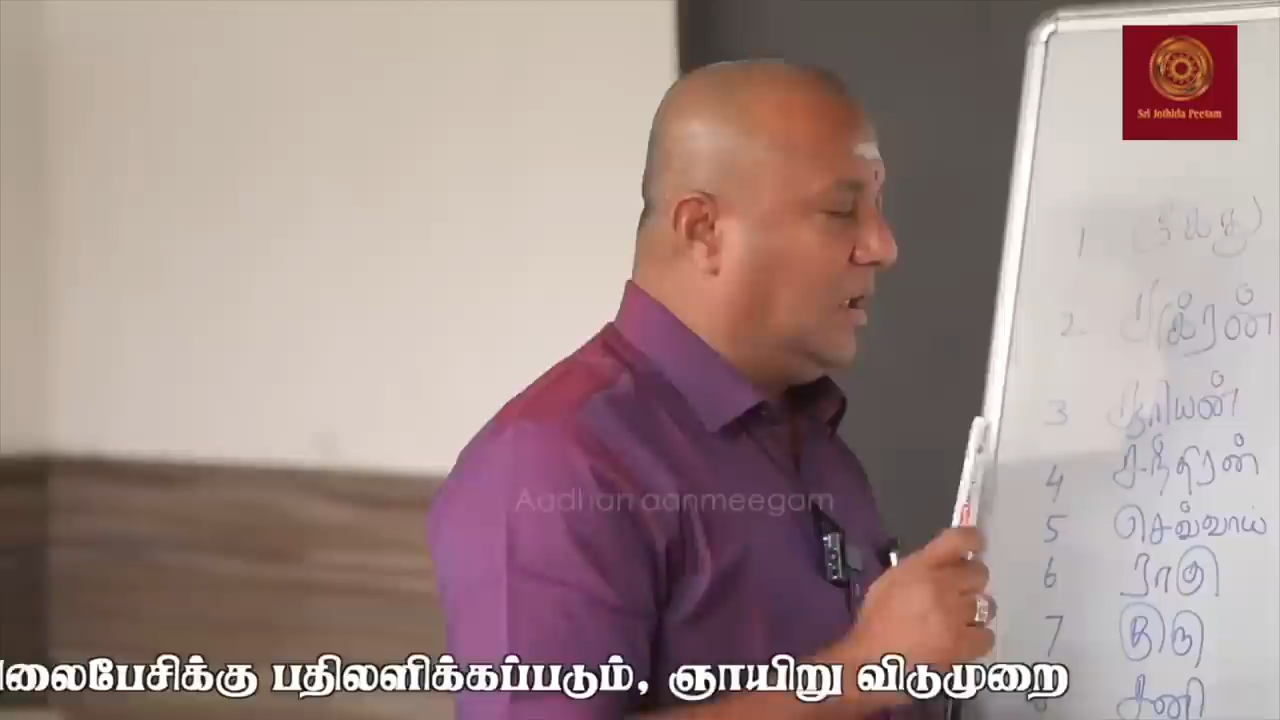 Sri Jothida Peetam
1 கேது
2 சுக்ரன்
3 சூரியன்
4 சந்திரன்
5 செவ்வாய்
6 ராகு
7 குரு
சனி
Aadhan aanmeegam
பதிலளிக்கப்படும், ஞாயிறு விடுமுறை